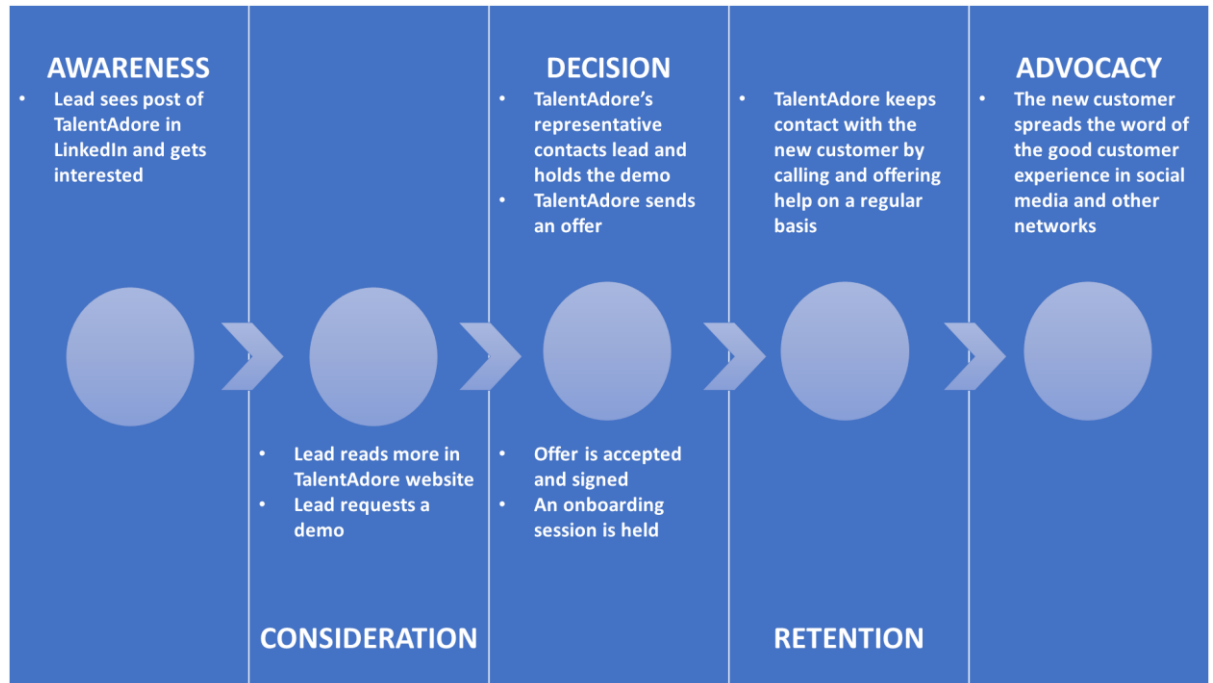 AWARENESS
• Lead sees post of
TalentAdore in
LinkedIn and gets
interested
• Lead reads more in
TalentAdore website
• Lead requests a
demo
CONSIDERATION
DECISION
• TalentAdore’s
representative
contacts lead and
holds the demo
• TalentAdore sends
an offer
• Offer is accepted
and signed
• An onboarding
session is held
• TalentAdore keeps
contact with the
new customer by
calling and offering
help on a regular
basis
RETENTION
ADVOCACY
• The new customer
spreads the word of
the good customer
experience in social
media and other
networks